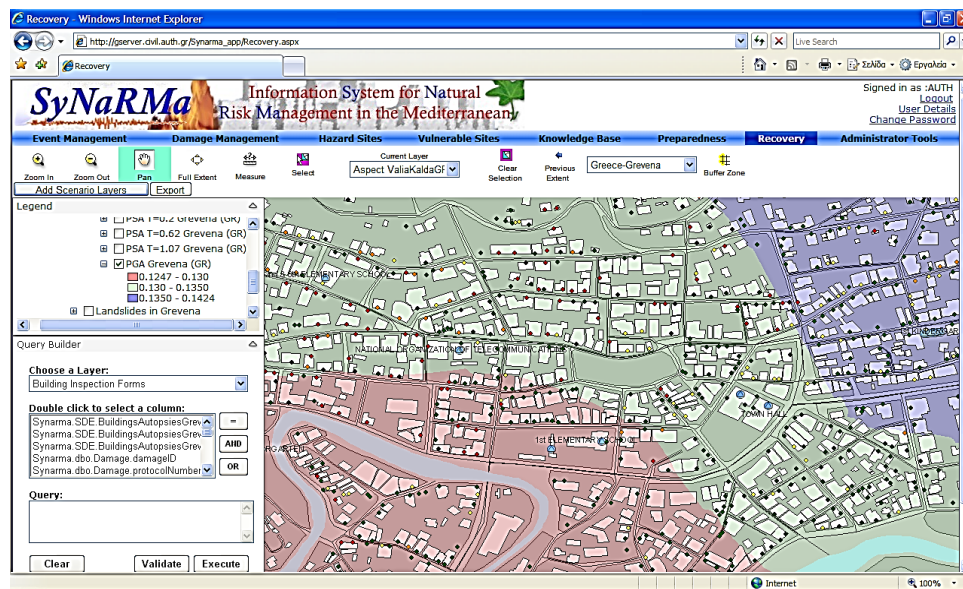 Recovery - Windows Internet Explorer
http://gserver.civil.auth.gr/Synarma_app/Recovery.aspx
Live Search
Recovery
Σελίδα
Εργαλεία
SyNaRMa
Information System for Natural
Risk Management in the Mediterranean
Signed in as :AUTH
Logout
User Details
Change Password
Event Management Damage Management Hazard Sites Vulnerable Sites Knowledge Base Preparedness Recovery Administrator Tools
Zoom In Zoom Out Pan Full Extent Measure Select
Current Layer
Aspect ValiaKaldaGF
Clear Selection
Previous Extent
Greece-Grevena
Buffer Zone
Add Scenario Layers Export
Legend
PSA T=0.2 Grevena (GR)
PSA T=0.62 Grevena (GR)
PSA T=1.07 Grevena (GR)
PGA Grevena (GR)
0.1247 - 0.130
0.130 - 0.1350
0.1350 - 0.1424
Landslides in Grevena
Query Builder
Choose a Layer:
Building Inspection Forms
Double click to select a column:
Synarma.SDE.BuildingsAutopsiesGrev
Synarma.SDE.BuildingsAutopsiesGrev
Synarma.SDE.BuildingsAutopsiesGrev
Synarma.dbo.Damage.damageID
Synarma.dbo.Damage.protocolNumber
=
AND
OR
Query:
Clear Validate Execute
ELEMENTARY SCHOOL
NATIONAL ORGANIZATION OF TELECOMMUNICATIONS
TOWN HALL
1st ELEMENTARY SCHOOL
Internet
100%